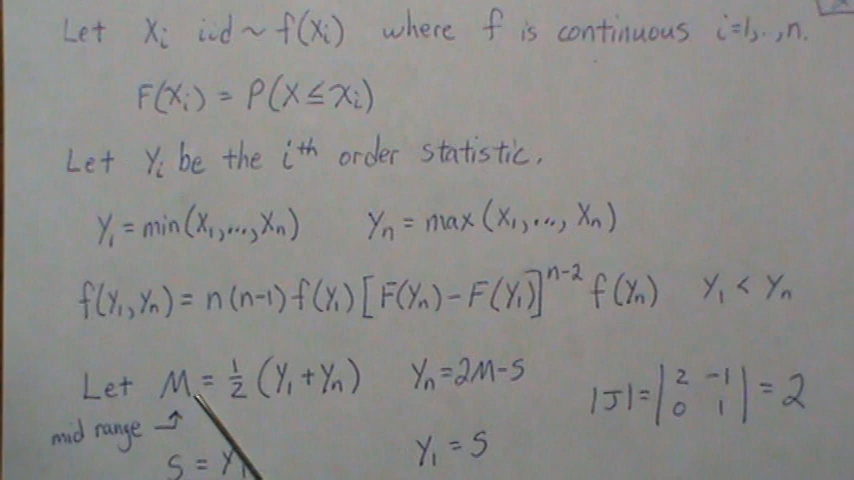 Let Xi iid ~ f(Xi) where f is continuous i=1,..,n.
F(Xi) = P(X ≤ xi)
Let Yi be the i^th order statistic.
Y₁ = min(X₁,...,Xn) Yn = max(X₁,..., Xn)
f(Y₁,Yn) = n(n-1) f(Y₁) [F(Yn) - F(Y₁)]^(n-2) f(Yn) Y₁ < Yn
Let M = 1/2 (Y₁ + Yn) Yn = 2M-S |J| = |2 -1; 0 1| = 2
mid range
S = Y₁ Y₁ = S